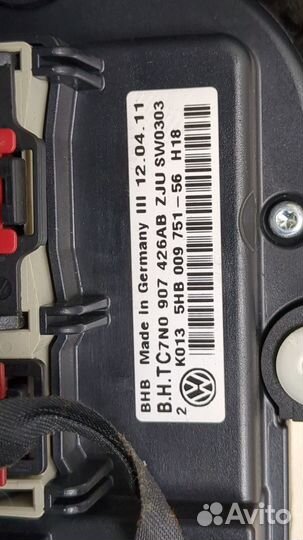 BHB Made in Germany III 12.04.11
B.H.TC7N0 907 426AB ZJU SW0303
2 K013 5HB 009 751-56 H18
Avito